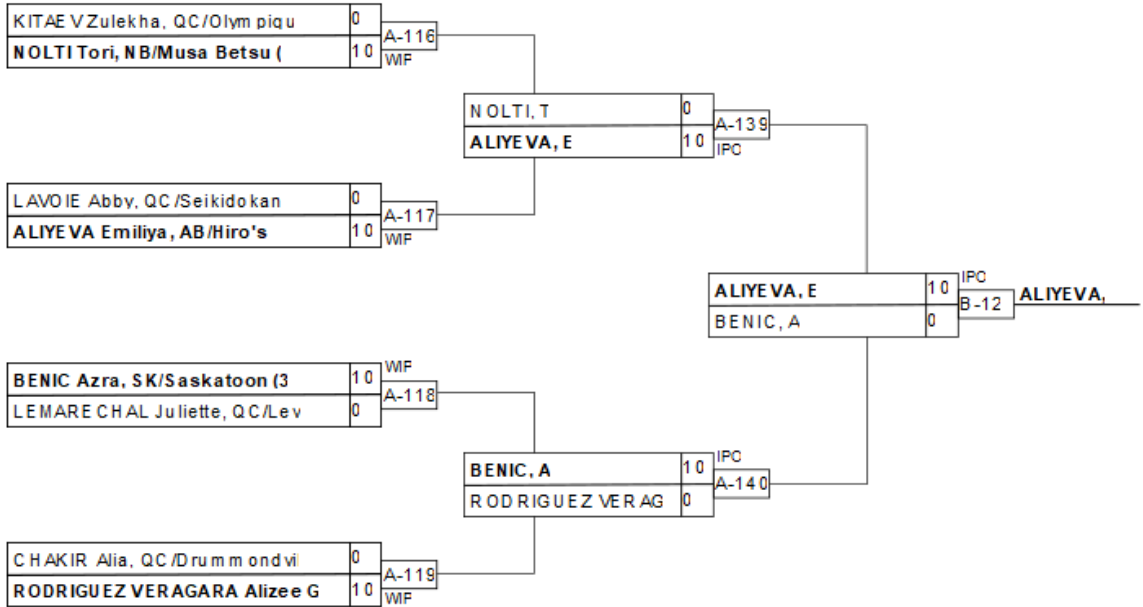 KITAEV Zulekha, QC/Olympiqu 0
A-116
NOLTI Tori, NB/Musa Betsu ( 10
WIF
NOLTI, T 0
A-139
ALIYEVA, E 10
IPO
LAVOIE Abby, QC/Seikidokan 0
A-117
ALIYEVA Emiliya, AB/Hiro's 10
WIF
ALIYEVA, E 10
IPO
B-12
ALIYEVA,
BENIC, A 0
BENIC Azra, SK/Saskatoon (3 10
WIF
A-118
LEMARECHAL Juliette, QC/Lev 0
BENIC, A 10
IPO
A-140
RODRIGUEZ VERAG 0
CHAKIR Alia, QC/Drummondvi 0
A-119
RODRIGUEZ VERAGARA Alizee G 10
WIF